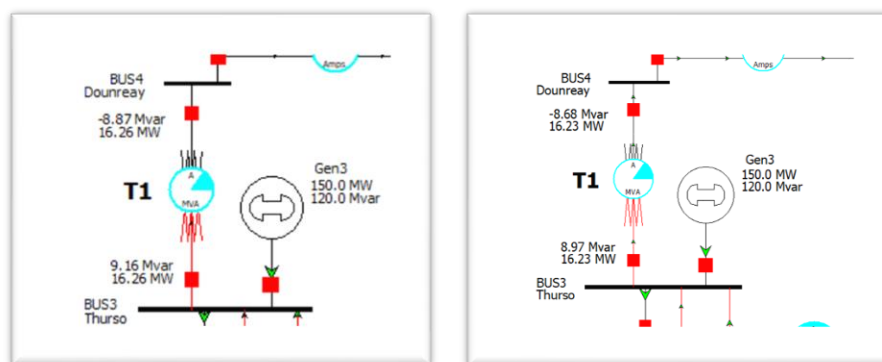 Amps
BUS4
Dounreay
-8.87 Mvar
16.26 MW
A
T1
MVA
Gen3
150.0 MW
120.0 Mvar
9.16 Mvar
16.26 MW
BUS3
Thurso
Amps
BUS4
Dounreay
-8.68 Mvar
16.23 MW
A
T1
MVA
Gen3
150.0 MW
120.0 Mvar
8.97 Mvar
16.23 MW
BUS3
Thurso